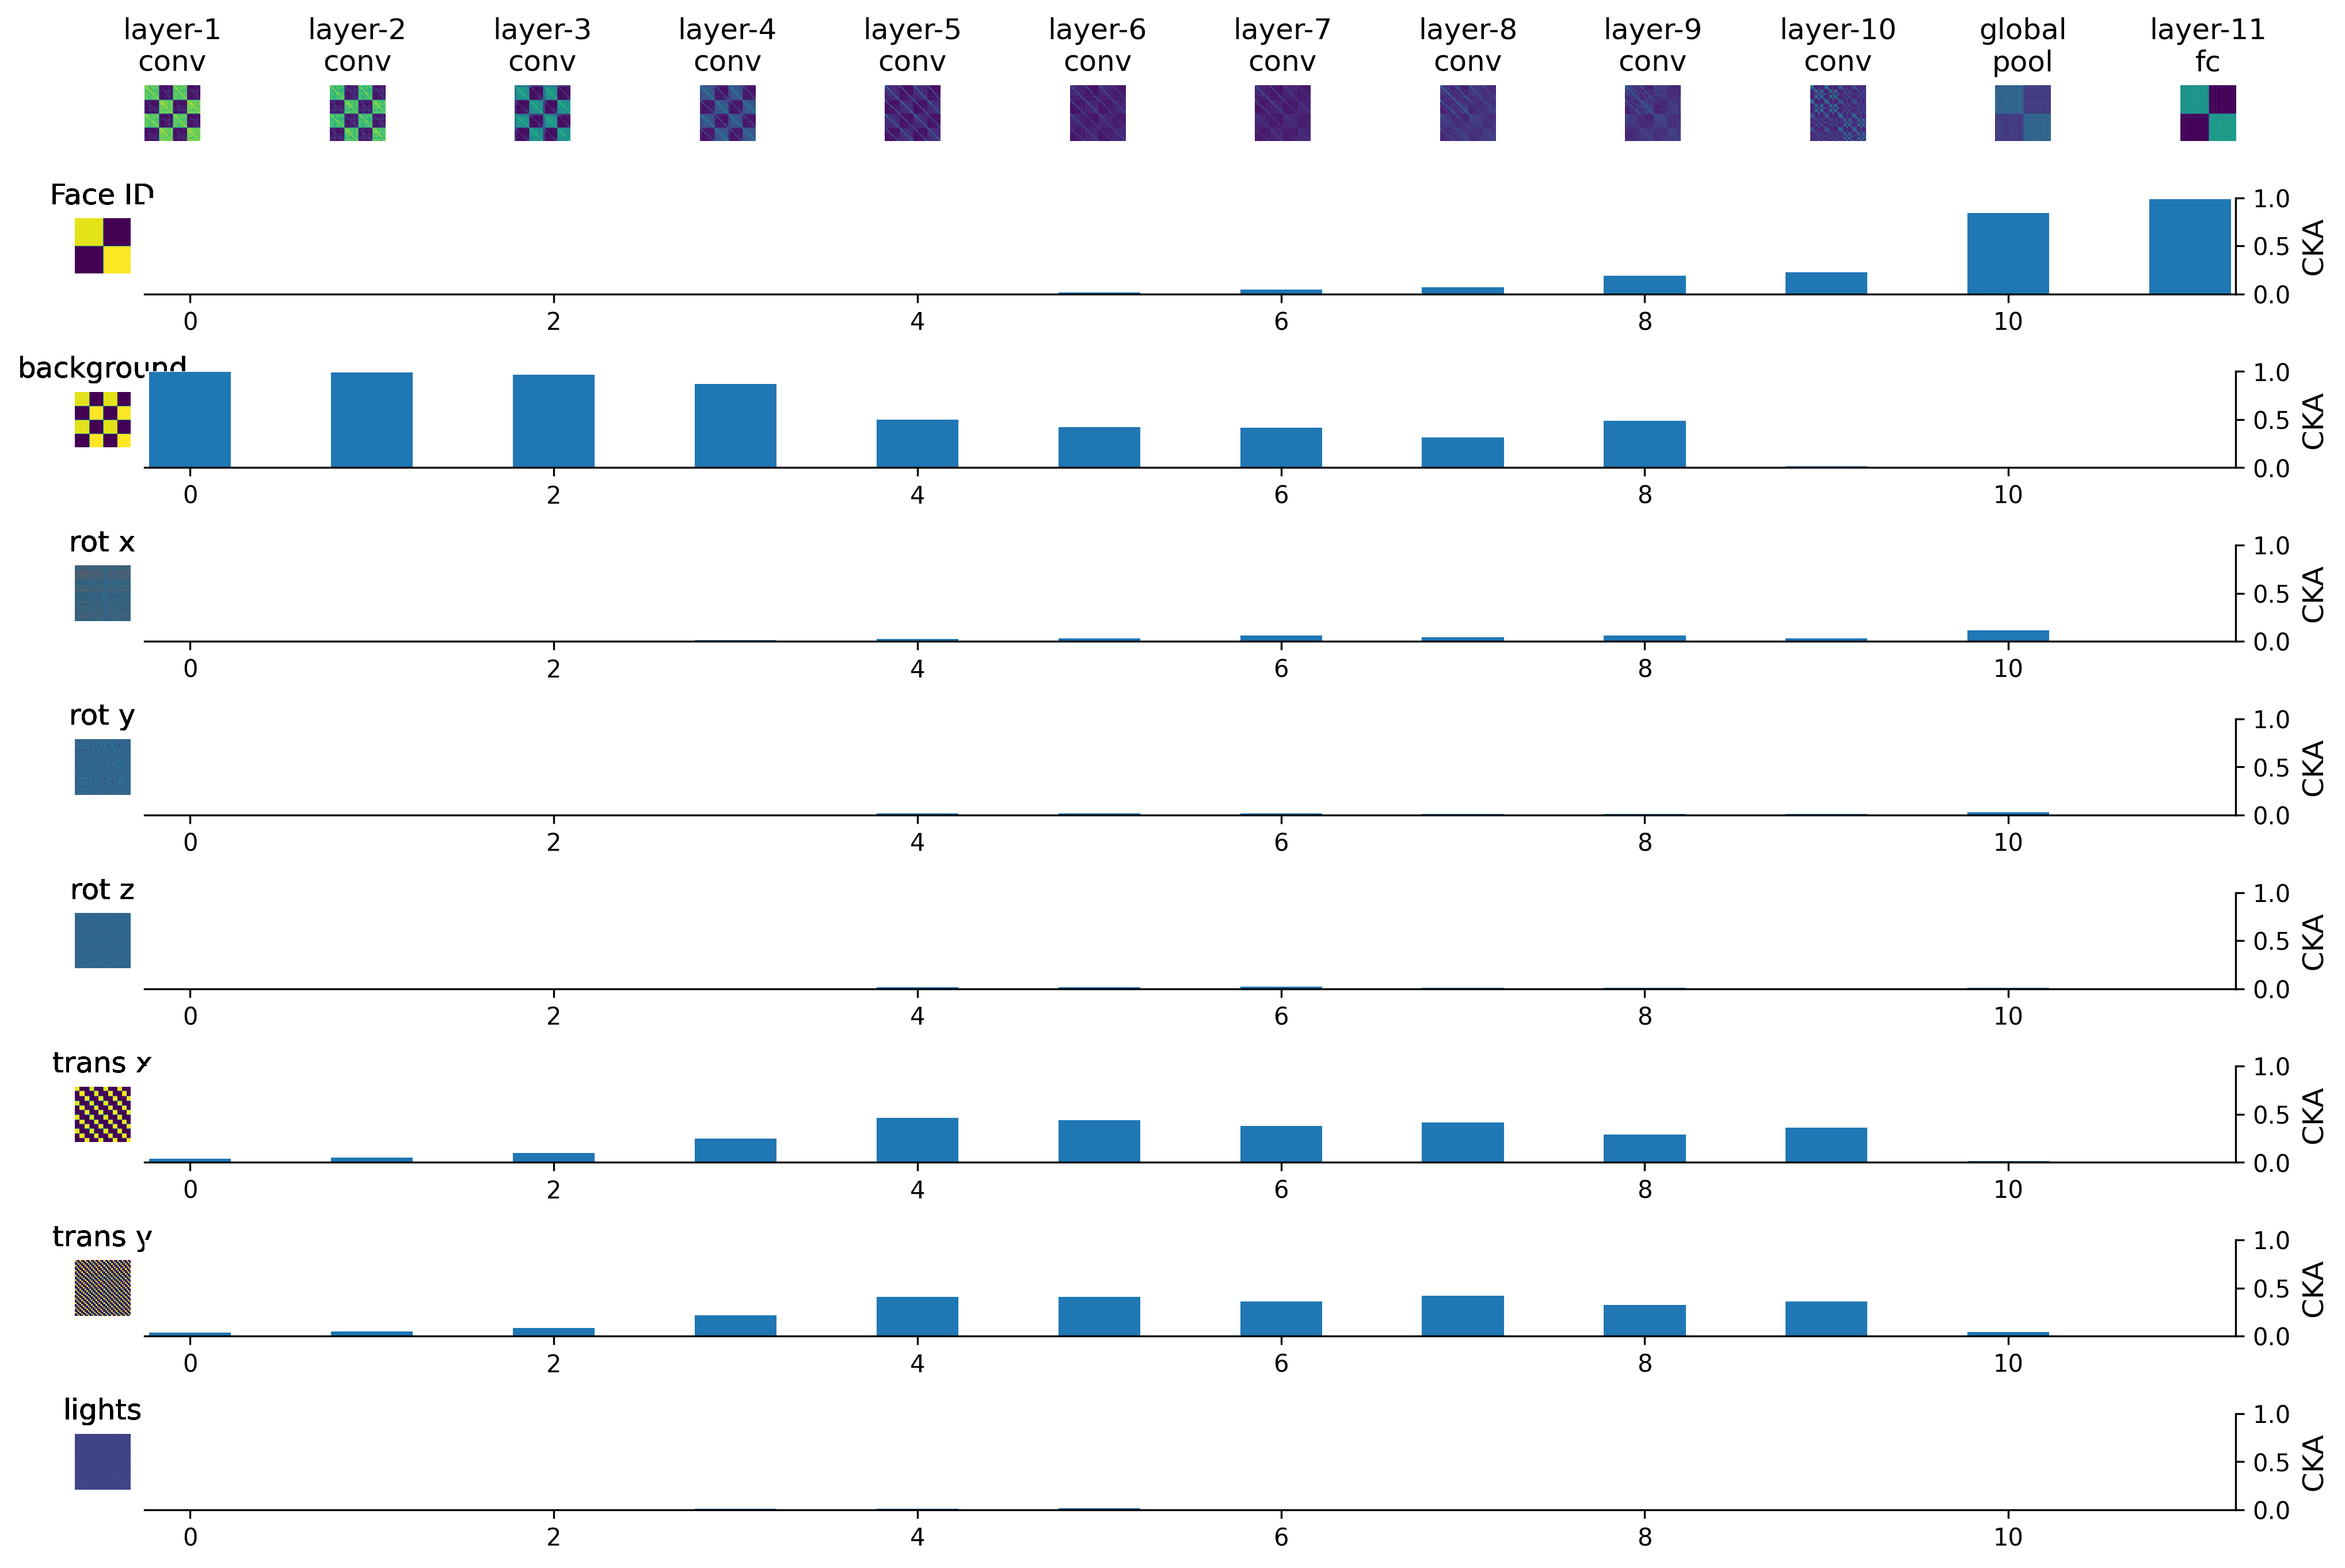 layer-1 layer-2 layer-3 layer-4 layer-5 layer-6 layer-7 layer-8 layer-9 layer-10 global layer-11
conv conv conv conv conv conv conv conv conv conv pool fc
Face ID
1.0
0.5
0.0
CKA
0 2 4 6 8 10
background
1.0
0.5
0.0
CKA
0 2 4 6 8 10
rot x
1.0
0.5
0.0
CKA
0 2 4 6 8 10
rot y
1.0
0.5
0.0
CKA
0 2 4 6 8 10
rot z
1.0
0.5
0.0
CKA
0 2 4 6 8 10
trans x
1.0
0.5
0.0
CKA
0 2 4 6 8 10
trans y
1.0
0.5
0.0
CKA
0 2 4 6 8 10
lights
1.0
0.5
0.0
CKA
0 2 4 6 8 10